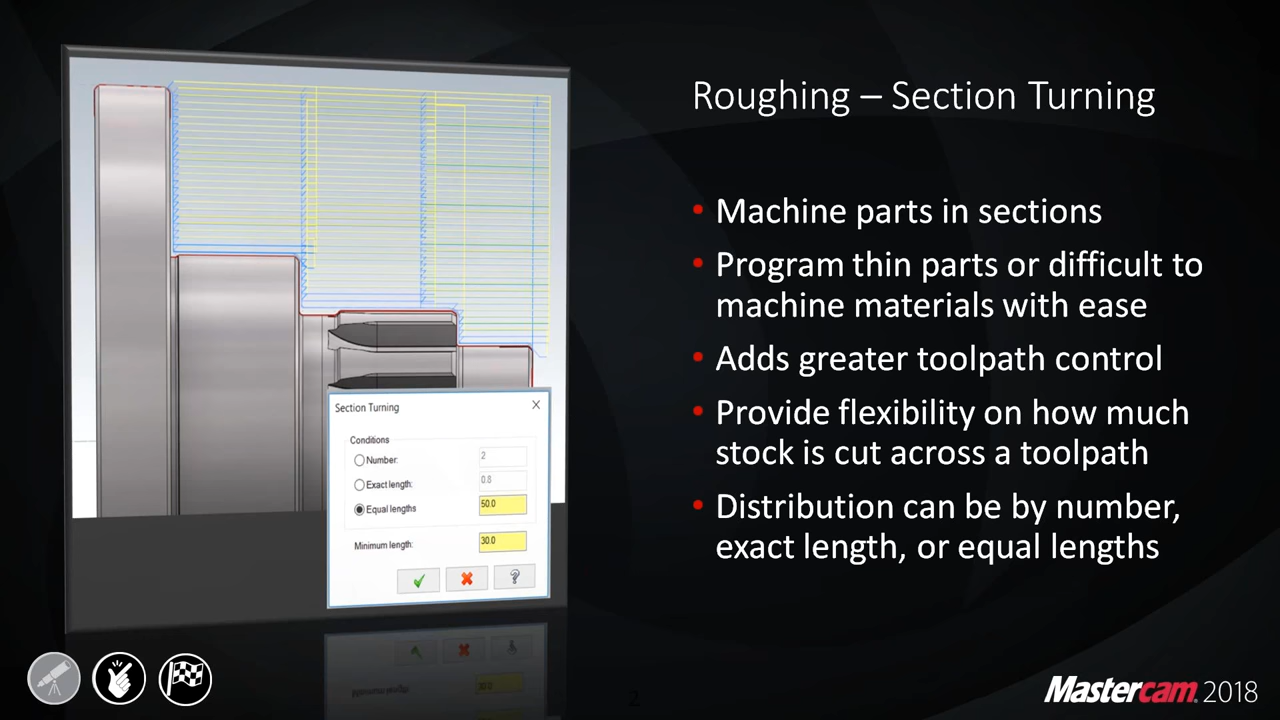 Roughing – Section Turning
• Machine parts in sections
• Program thin parts or difficult to
machine materials with ease
• Adds greater toolpath control
• Provide flexibility on how much
stock is cut across a toolpath
• Distribution can be by number,
exact length, or equal lengths
Section Turning
Conditions
Number: 2
Exact length: 0.8
Equal lengths 50.0
Minimum length: 30.0
2
Mastercam. 2018